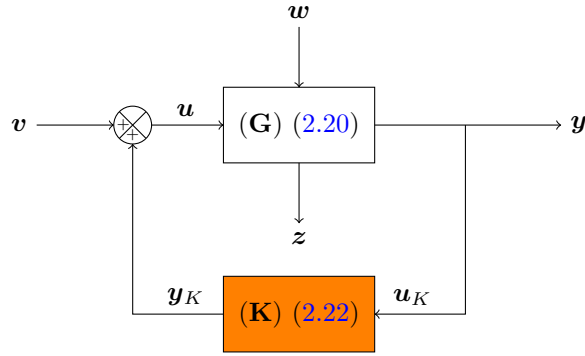 w
v
+
+
u
(G) (2.20)
y
z
y_K
(K) (2.22)
u_K